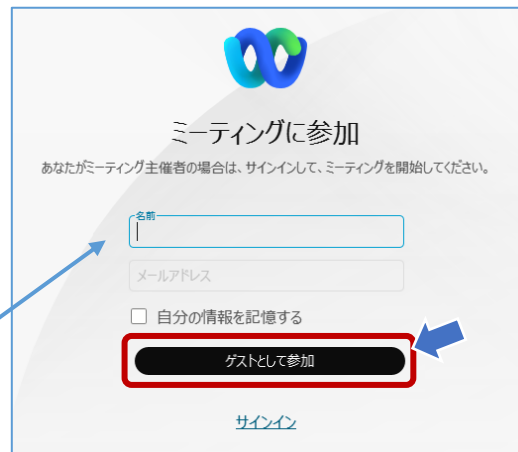 ミーティングに参加
あなたがミーティング主催者の場合は、サインインして、ミーティングを開始してください。
名前
メールアドレス
自分の情報を記憶する
ゲストとして参加
サインイン